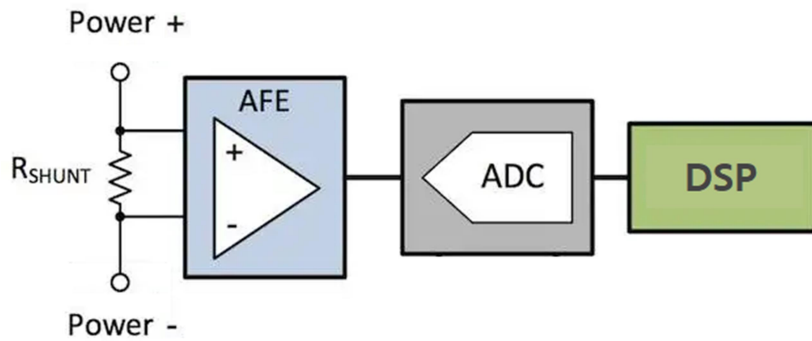 Power +
AFE
+
RSHUNT
ADC
DSP
-
Power -